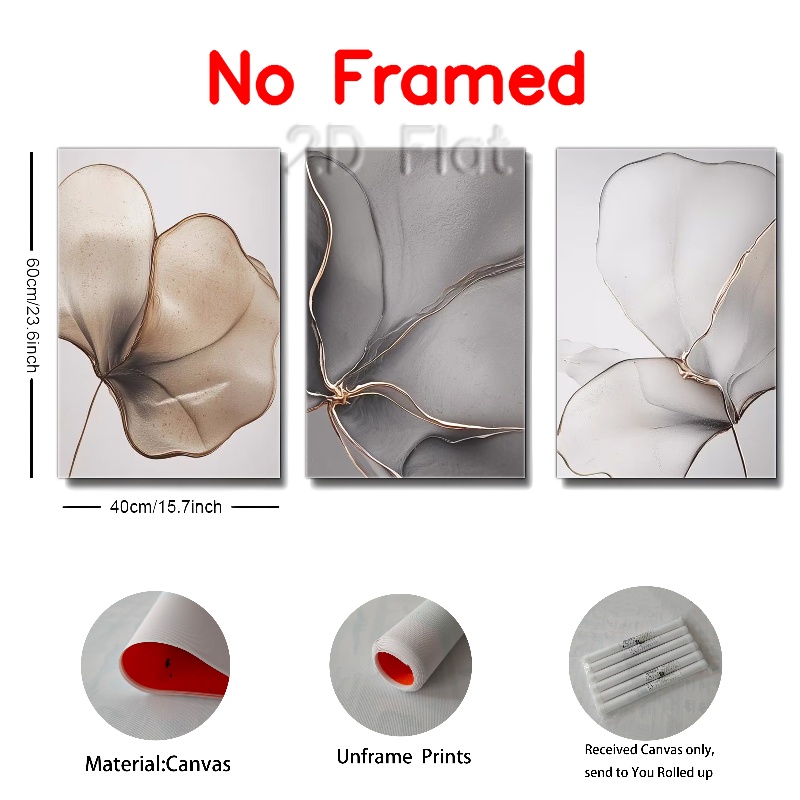 No Framed
2D Flat
60cm/23.6inch
40cm/15.7inch
Material:Canvas
Unframe Prints
Received Canvas only,
send to You Rolled up